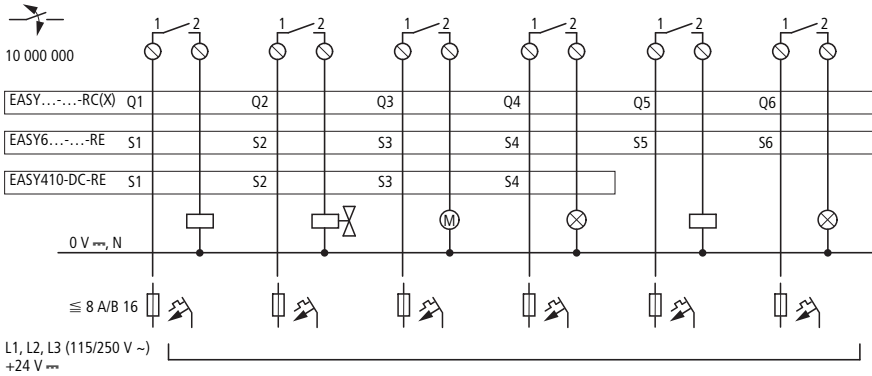 1 2 1 2 1 2 1 2 1 2 1 2
10 000 000
EASY...-...-RC(X) Q1 Q2 Q3 Q4 Q5 Q6
EASY6...-...-RE S1 S2 S3 S4 S5 S6
EASY410-DC-RE S1 S2 S3 S4
M
0 V ⎓, N
≦ 8 A/B 16
L1, L2, L3 (115/250 V ~)
+24 V ⎓